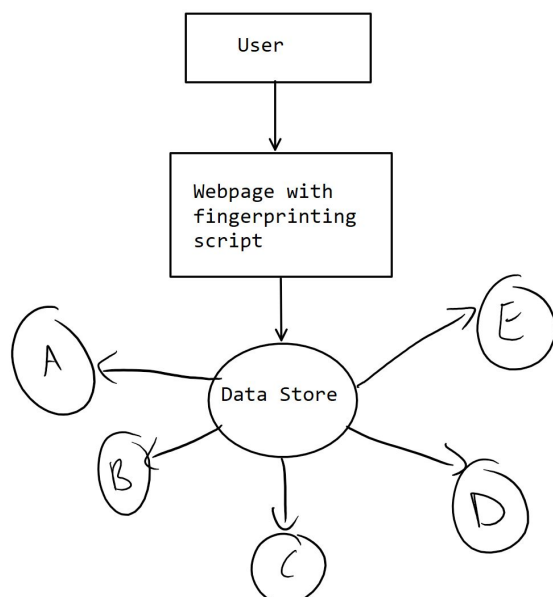 User
Webpage with
fingerprinting
script
E
A
Data Store
B
D
C